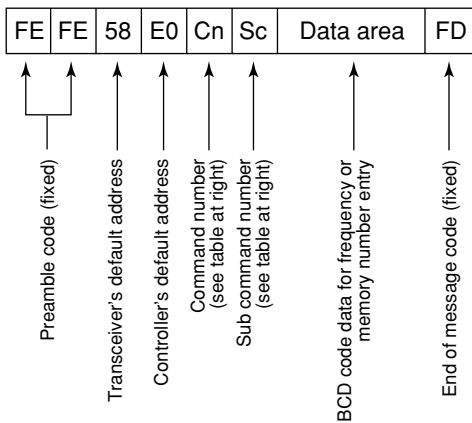 FE FE 58 E0 Cn Sc Data area FD
Preamble code (fixed)
Transceiver's default address
Controller's default address
Command number
(see table at right)
Sub command number
(see table at right)
BCD code data for frequency or
memory number entry
End of message code (fixed)